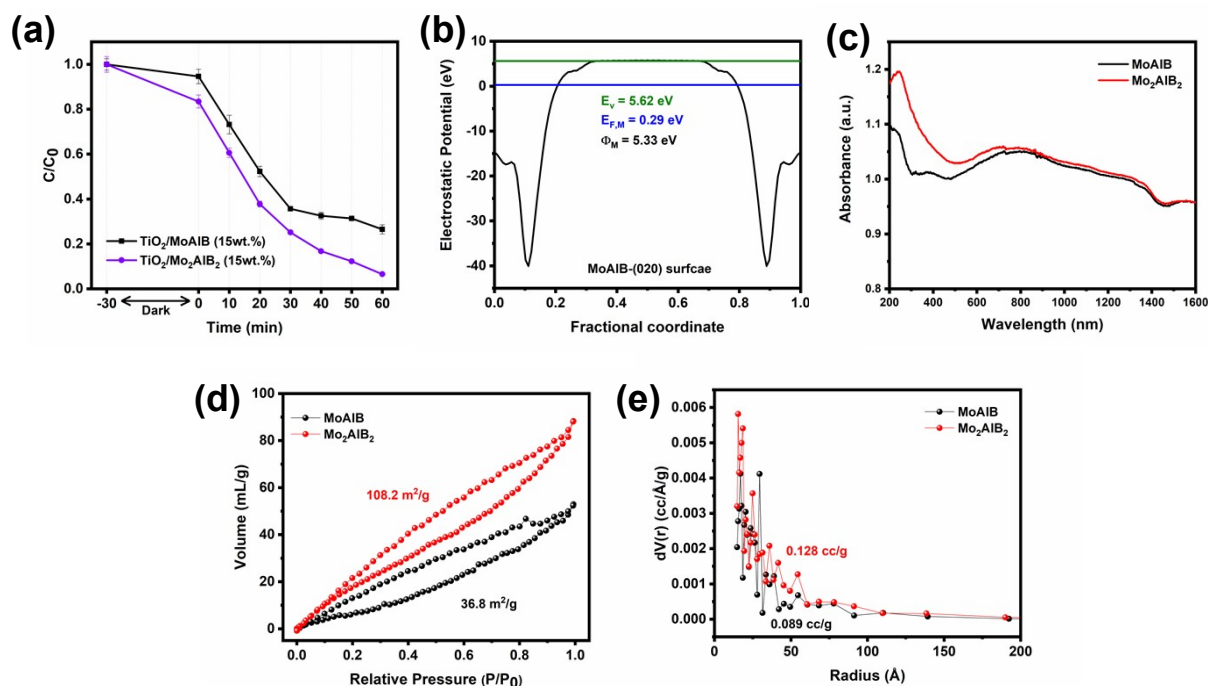 (a)
C/C₀
1.0
0.8
0.6
0.4
0.2
0.0
TiO₂/MoAlB (15wt.%)
TiO₂/Mo₂AlB₂ (15wt.%)
-30 0 10 20 30 40 50 60
Dark
Time (min)
(b)
Electrostatic Potential (eV)
10
0
-10
-20
-30
-40
Eᵥ = 5.62 eV
E_F,M = 0.29 eV
Φ_M = 5.33 eV
MoAlB-(020) surfcae
0.0 0.2 0.4 0.6 0.8 1.0
Fractional coordinate
(c)
Absorbance (a.u.)
1.2
1.1
1.0
0.9
0.8
MoAlB
Mo₂AlB₂
200 400 600 800 1000 1200 1400 1600
Wavelength (nm)
(d)
Volume (mL/g)
100
80
60
40
20
0
MoAlB
Mo₂AlB₂
108.2 m²/g
36.8 m²/g
0.0 0.2 0.4 0.6 0.8 1.0
Relative Pressure (P/P₀)
(e)
dV(r) (cc/Å/g)
0.006
0.005
0.004
0.003
0.002
0.001
0.000
MoAlB
Mo₂AlB₂
0.128 cc/g
0.089 cc/g
0 50 100 150 200
Radius (Å)